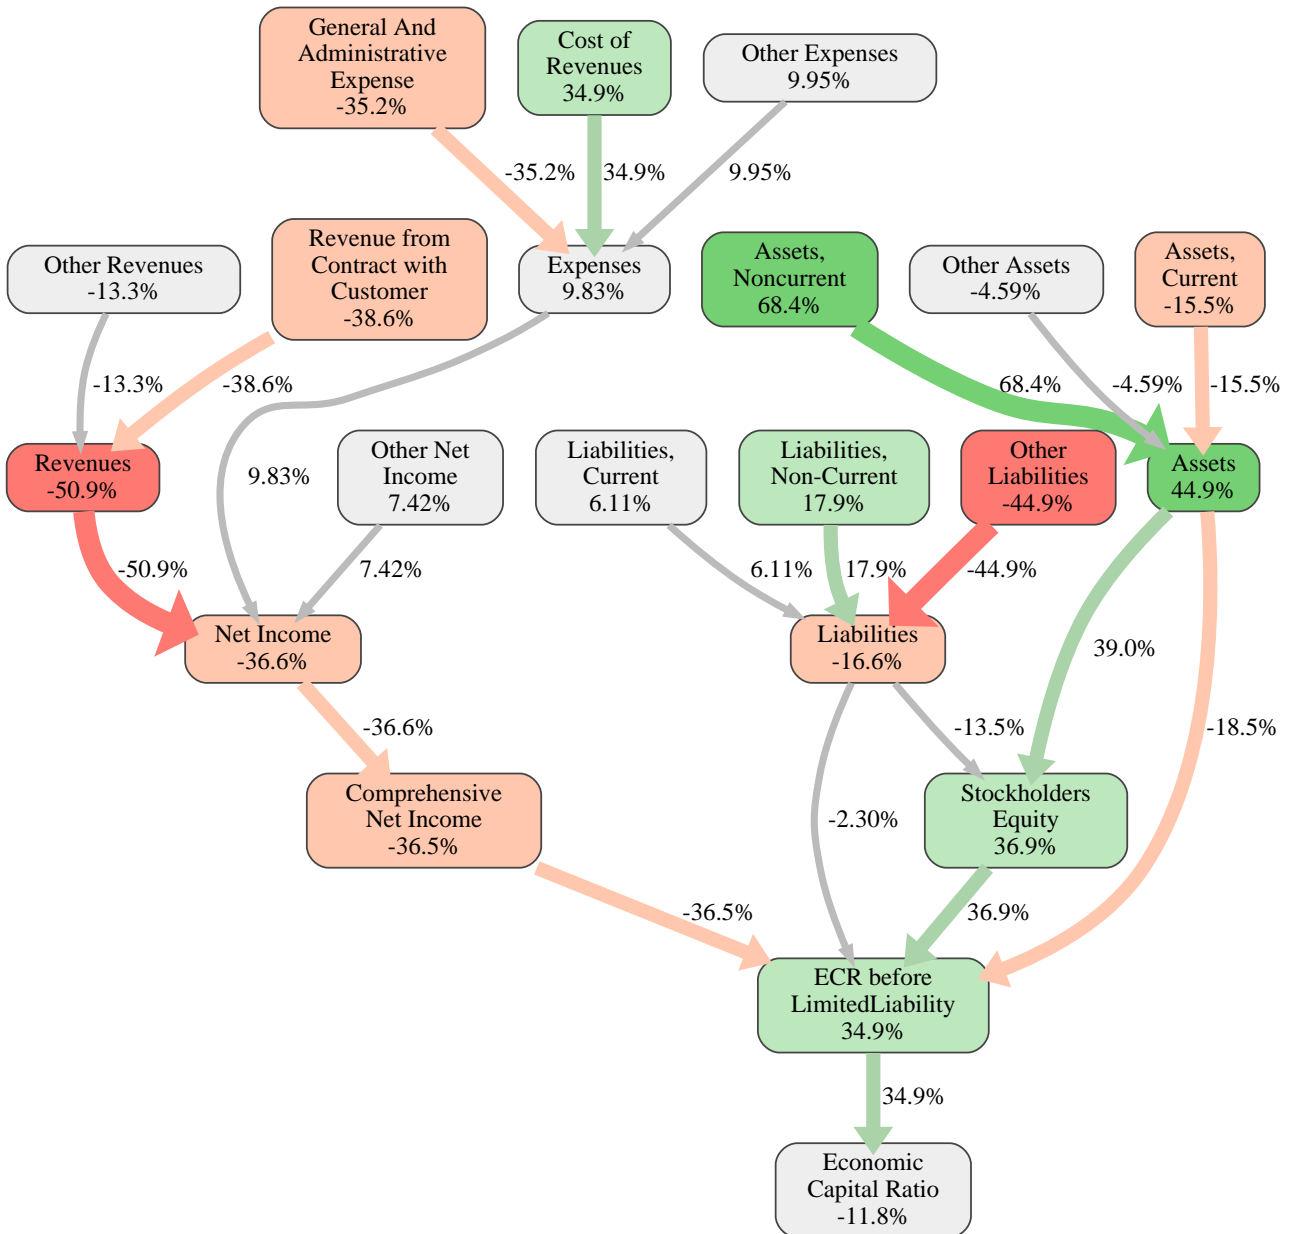 General And
Administrative
Expense
-35.2%
Cost of
Revenues
34.9%
Other Expenses
9.95%
-35.2%
34.9%
9.95%
Other Revenues
-13.3%
Revenue from
Contract with
Customer
-38.6%
Expenses
9.83%
Assets,
Noncurrent
68.4%
Other Assets
-4.59%
Assets,
Current
-15.5%
-13.3%
-38.6%
68.4%
-4.59%
-15.5%
Revenues
-50.9%
9.83%
Other Net
Income
7.42%
Liabilities,
Current
6.11%
Liabilities,
Non-Current
17.9%
Other
Liabilities
-44.9%
Assets
44.9%
-50.9%
7.42%
6.11%
17.9%
-44.9%
Net Income
-36.6%
Liabilities
-16.6%
39.0%
-36.6%
-13.5%
-18.5%
Comprehensive
Net Income
-36.5%
-2.30%
Stockholders
Equity
36.9%
-36.5%
36.9%
ECR before
LimitedLiability
34.9%
34.9%
Economic
Capital Ratio
-11.8%